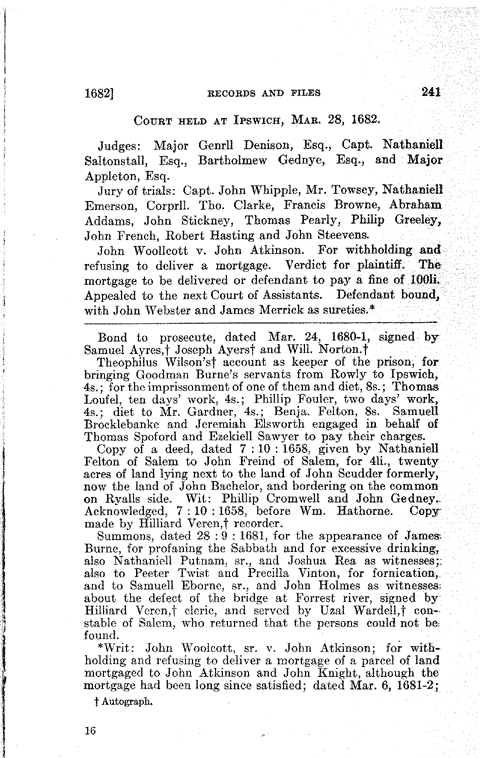 1682] RECORDS AND FILES 241
COURT HELD AT IPSWICH, MAR. 28, 1682.
Judges: Major Genrll Denison, Esq., Capt. Nathaniell
Saltonstall, Esq., Bartholmew Gednye, Esq., and Major
Appleton, Esq.
Jury of trials: Capt. John Whipple, Mr. Towsey, Nathaniell
Emerson, Corprll. Tho. Clarke, Francis Browne, Abraham
Addams, John Stickney, Thomas Pearly, Philip Greeley,
John French, Robert Hasting and John Steevens.
John Woollcott v. John Atkinson. For withholding and
refusing to deliver a mortgage. Verdict for plaintiff. The
mortgage to be delivered or defendant to pay a fine of 100li.
Appealed to the next Court of Assistants. Defendant bound,
with John Webster and James Merrick as sureties.*
Bond to prosecute, dated Mar. 24, 1680-1, signed by
Samuel Ayres,† Joseph Ayers† and Will. Norton.†
Theophilus Wilson's† account as keeper of the prison, for
bringing Goodman Burne's servants from Rowly to Ipswich,
4s.; for the imprissonment of one of them and diet, 8s.; Thomas
Loufel, ten days' work, 4s.; Phillip Fouler, two days' work,
4s.; diet to Mr. Gardner, 4s.; Benja. Felton, 8s. Samuell
Brocklebanke and Jeremiah Elsworth engaged in behalf of
Thomas Spoford and Ezekiell Sawyer to pay their charges.
Copy of a deed, dated 7 : 10 : 1658, given by Nathaniell
Felton of Salem to John Freind of Salem, for 4li., twenty
acres of land lying next to the land of John Scudder formerly,
now the land of John Bachelor, and bordering on the common
on Ryalls side. Wit: Phillip Cromwell and John Gedney.
Acknowledged, 7 : 10 : 1658, before Wm. Hathorne. Copy
made by Hilliard Veren,† recorder.
Summons, dated 28 : 9 : 1681, for the appearance of James
Burne, for profaning the Sabbath and for excessive drinking,
also Nathaniell Putnam, sr., and Joshua Rea as witnesses;
also to Peeter Twist and Precilla Vinton, for fornication,
and to Samuell Eborne, sr., and John Holmes as witnesses
about the defect of the bridge at Forrest river, signed by
Hilliard Veren,† cleric, and served by Uzal Wardell,† con-
stable of Salem, who returned that the persons could not be
found.
*Writ: John Woolcott, sr. v. John Atkinson; for with-
holding and refusing to deliver a mortgage of a parcel of land
mortgaged to John Atkinson and John Knight, although the
mortgage had been long since satisfied; dated Mar. 6, 1681-2;
† Autograph.
16